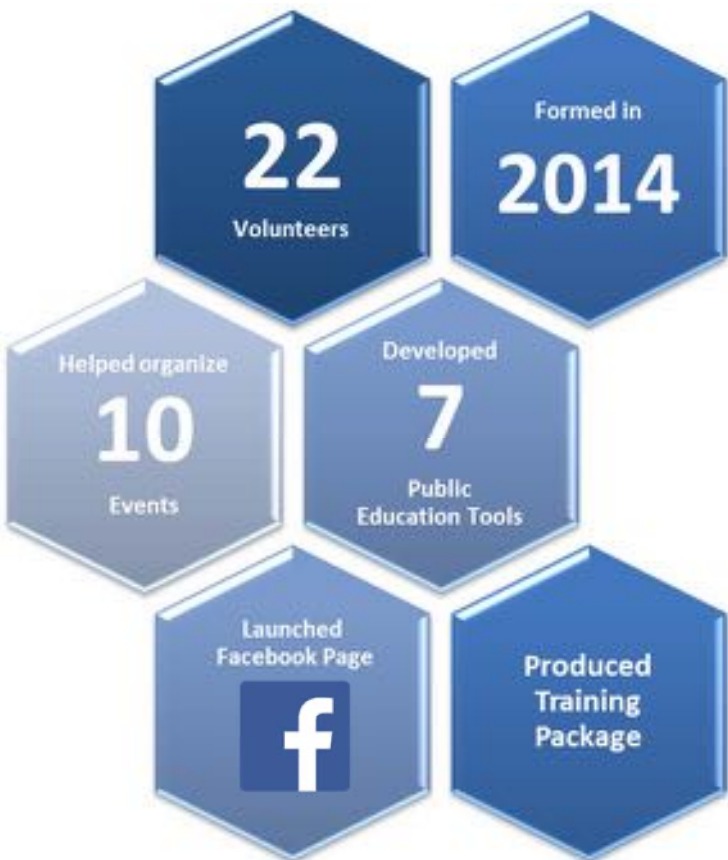 22
Volunteers
Formed in
2014
Helped organize
10
Events
Developed
7
Public
Education Tools
Launched
Facebook Page
f
Produced
Training
Package